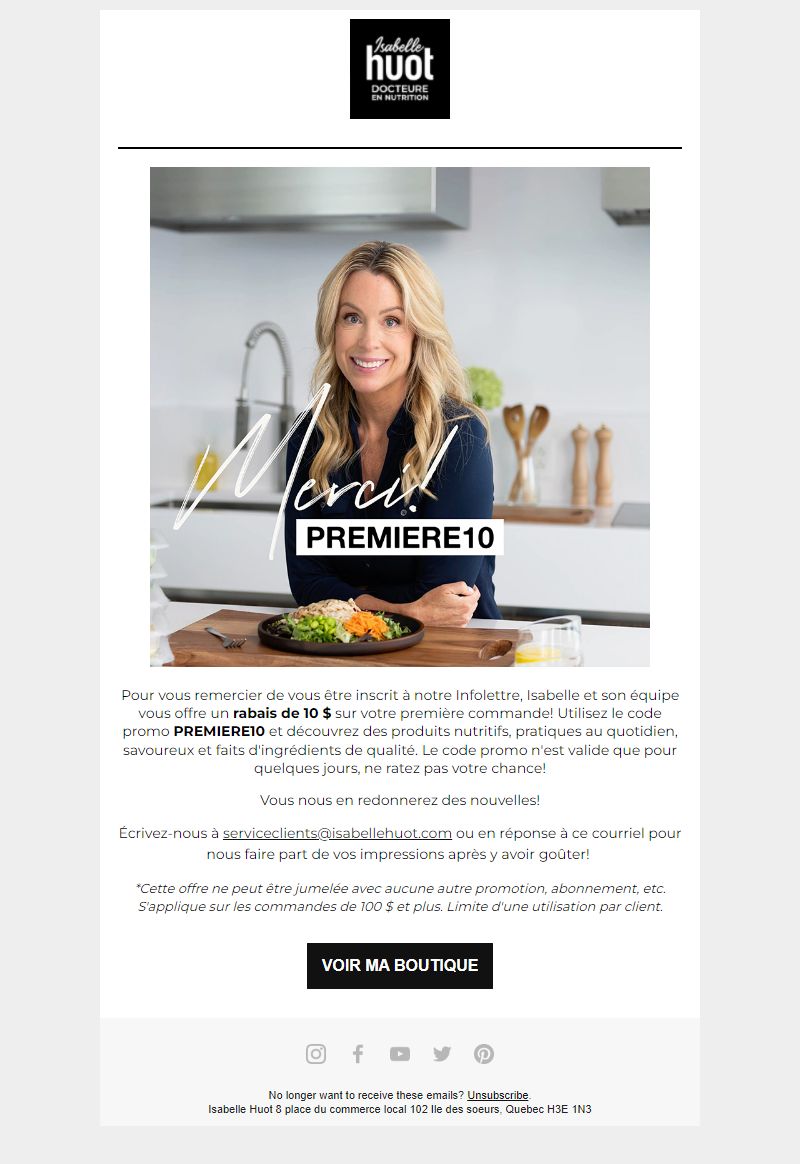 Isabelle
huot
DOCTEURE
EN NUTRITION
Merci!
PREMIERE10
Pour vous remercier de vous être inscrit à notre Infolettre, Isabelle et son équipe
vous offre un rabais de 10 $ sur votre première commande! Utilisez le code
promo PREMIERE10 et découvrez des produits nutritifs, pratiques au quotidien,
savoureux et faits d'ingrédients de qualité. Le code promo n'est valide que pour
quelques jours, ne ratez pas votre chance!
Vous nous en redonnerez des nouvelles!
Écrivez-nous à serviceclients@isabellehuot.com ou en réponse à ce courriel pour
nous faire part de vos impressions après y avoir goûter!
*Cette offre ne peut être jumelée avec aucune autre promotion, abonnement, etc.
S'applique sur les commandes de 100 $ et plus. Limite d'une utilisation par client.
VOIR MA BOUTIQUE
No longer want to receive these emails? Unsubscribe.
Isabelle Huot 8 place du commerce local 102 Ile des soeurs, Quebec H3E 1N3